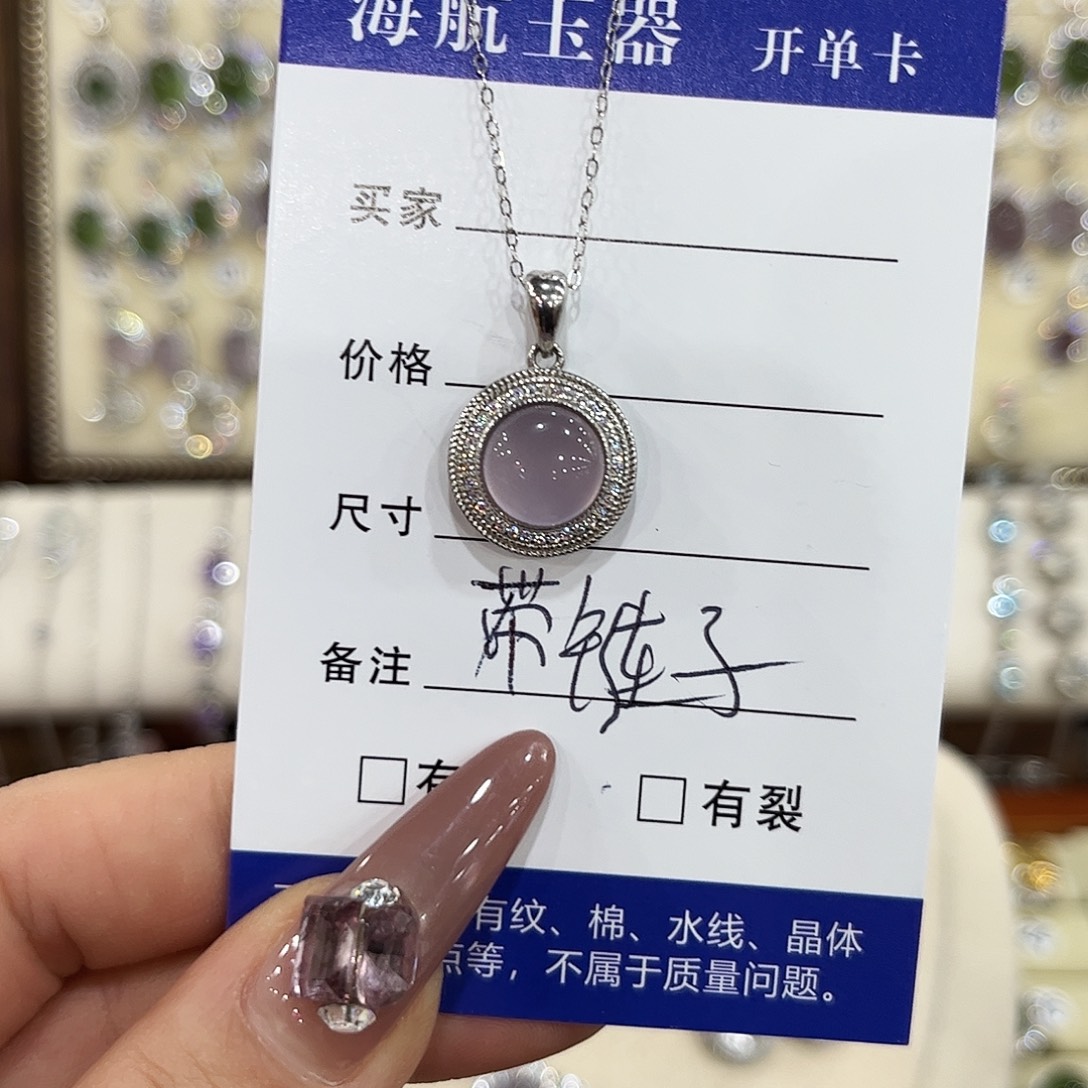 海航玉器 开单卡
买家
价格
尺寸
备注 带链子
□有 □有裂
有纹、棉、水线、晶体
点等，不属于质量问题。